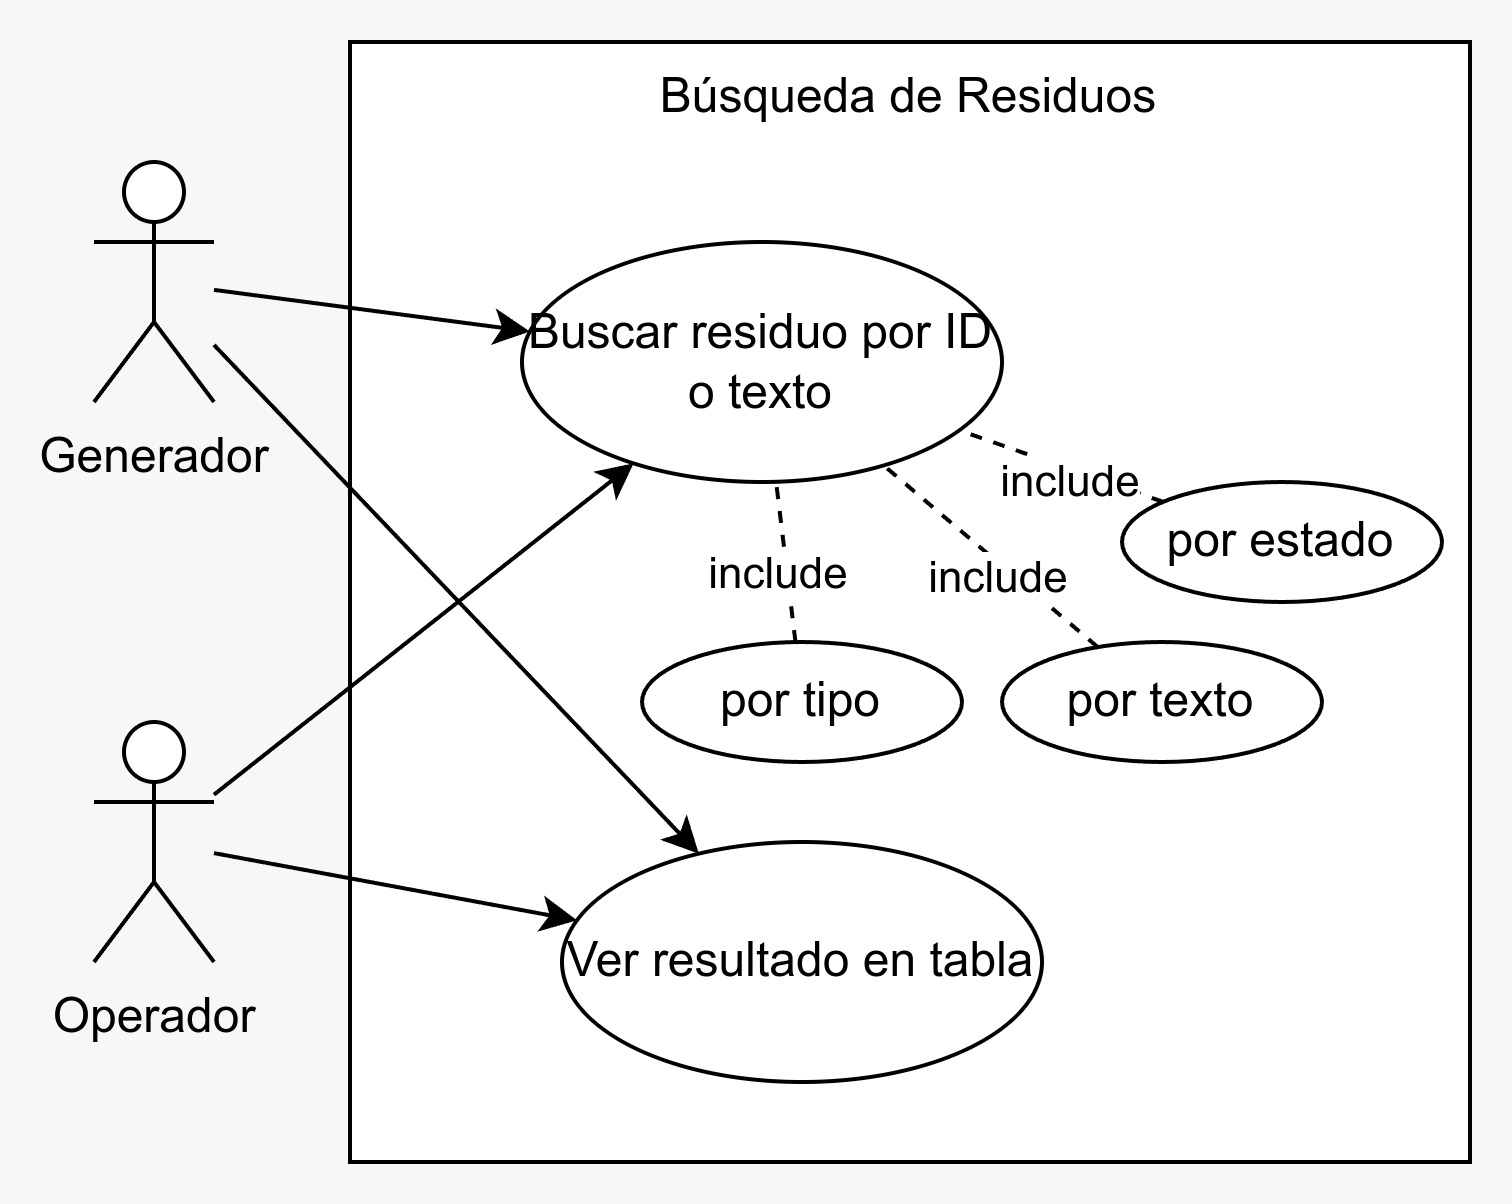 Búsqueda de Residuos
Generador
Buscar residuo por ID
o texto
include
por estado
include
include
por tipo
por texto
Operador
Ver resultado en tabla